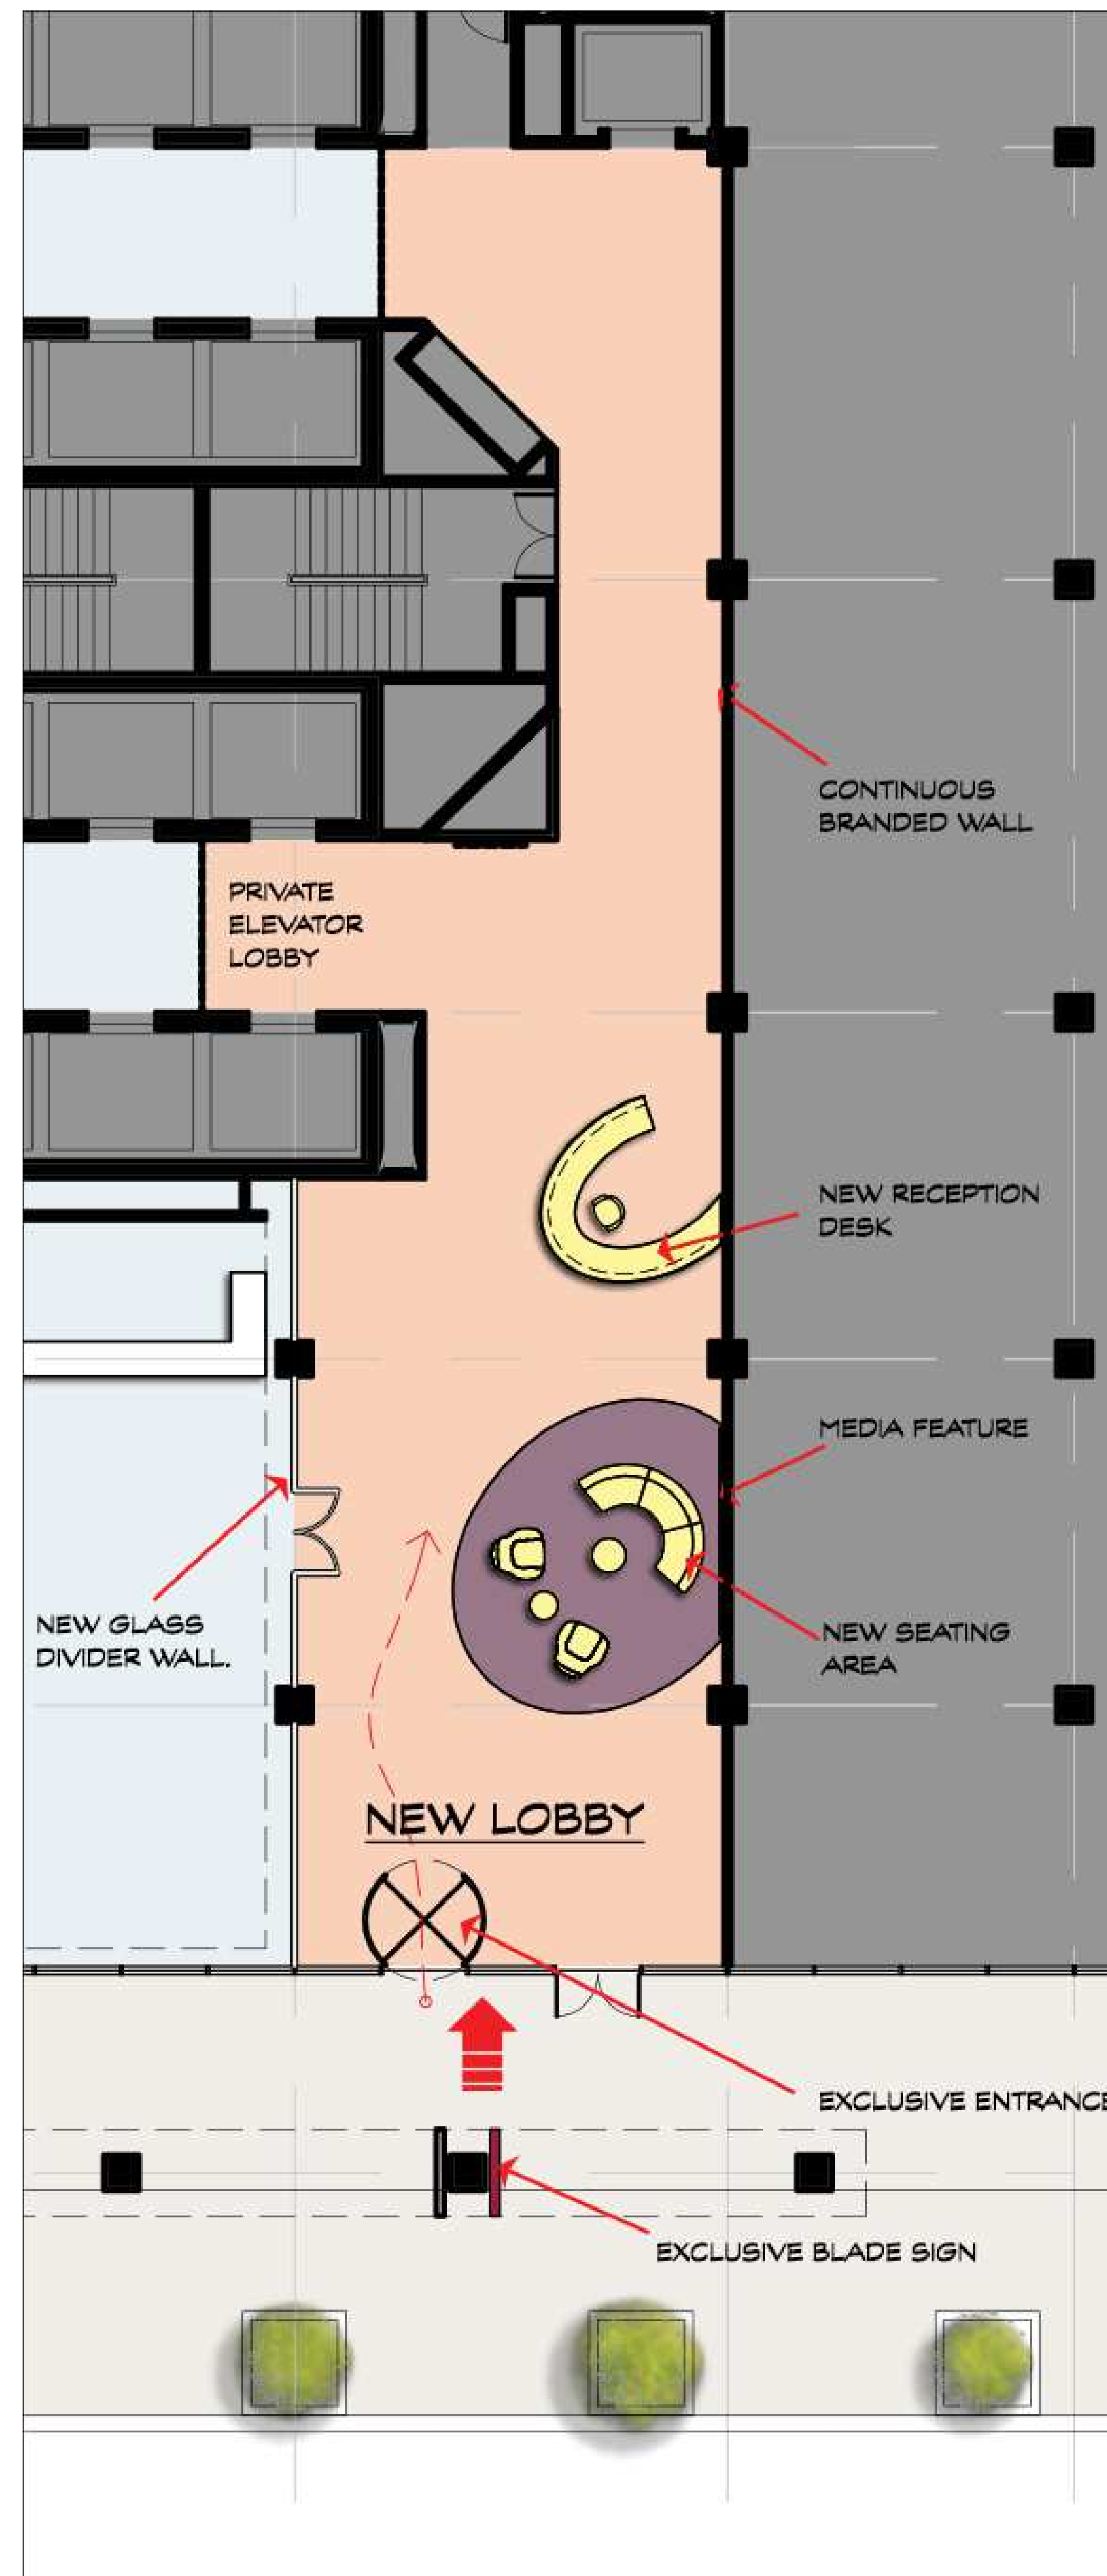 CONTINUOUS
BRANDED WALL
PRIVATE
ELEVATOR
LOBBY
NEW RECEPTION
DESK
MEDIA FEATURE
NEW GLASS
DIVIDER WALL.
NEW SEATING
AREA
NEW LOBBY
EXCLUSIVE ENTRANCE
EXCLUSIVE BLADE SIGN